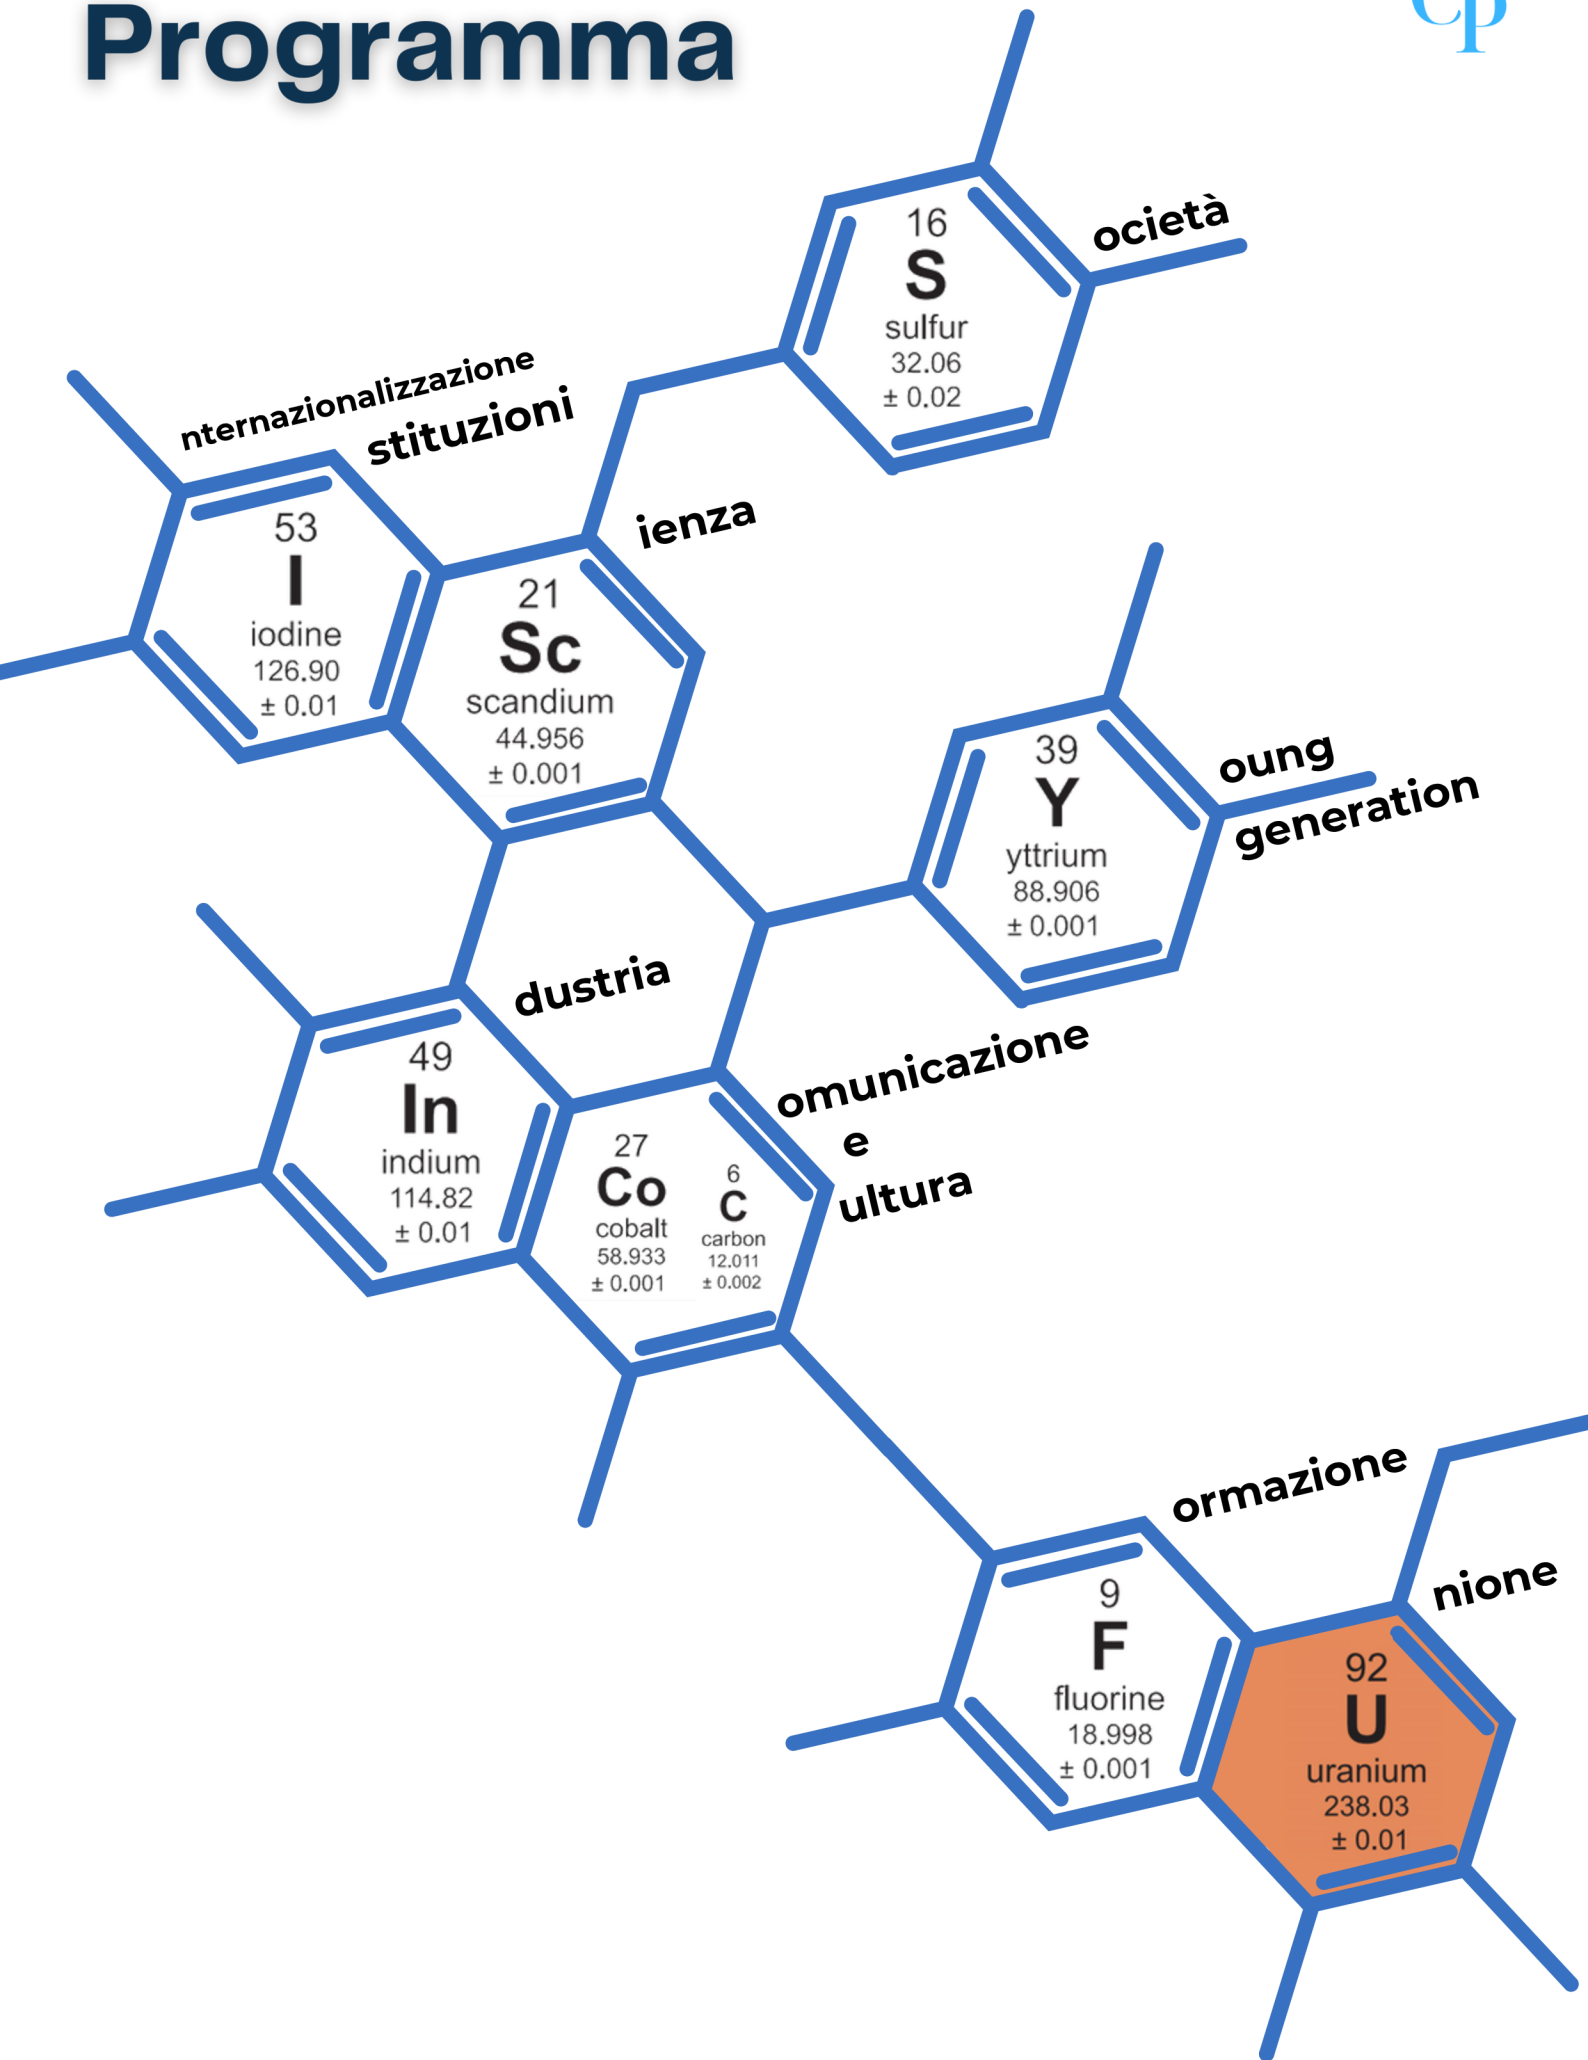 Programma
cp
16
S
sulfur
32.06
± 0.02
ocietà
nternazionalizzazione
stituzioni
53
I
iodine
126.90
± 0.01
ienza
21
Sc
scandium
44.956
± 0.001
39
Y
yttrium
88.906
± 0.001
oung
generation
dustria
49
In
indium
114.82
± 0.01
omunicazione
e
ultura
27
Co
cobalt
58.933
± 0.001
6
C
carbon
12.011
± 0.002
ormazione
9
F
fluorine
18.998
± 0.001
nione
92
U
uranium
238.03
± 0.01